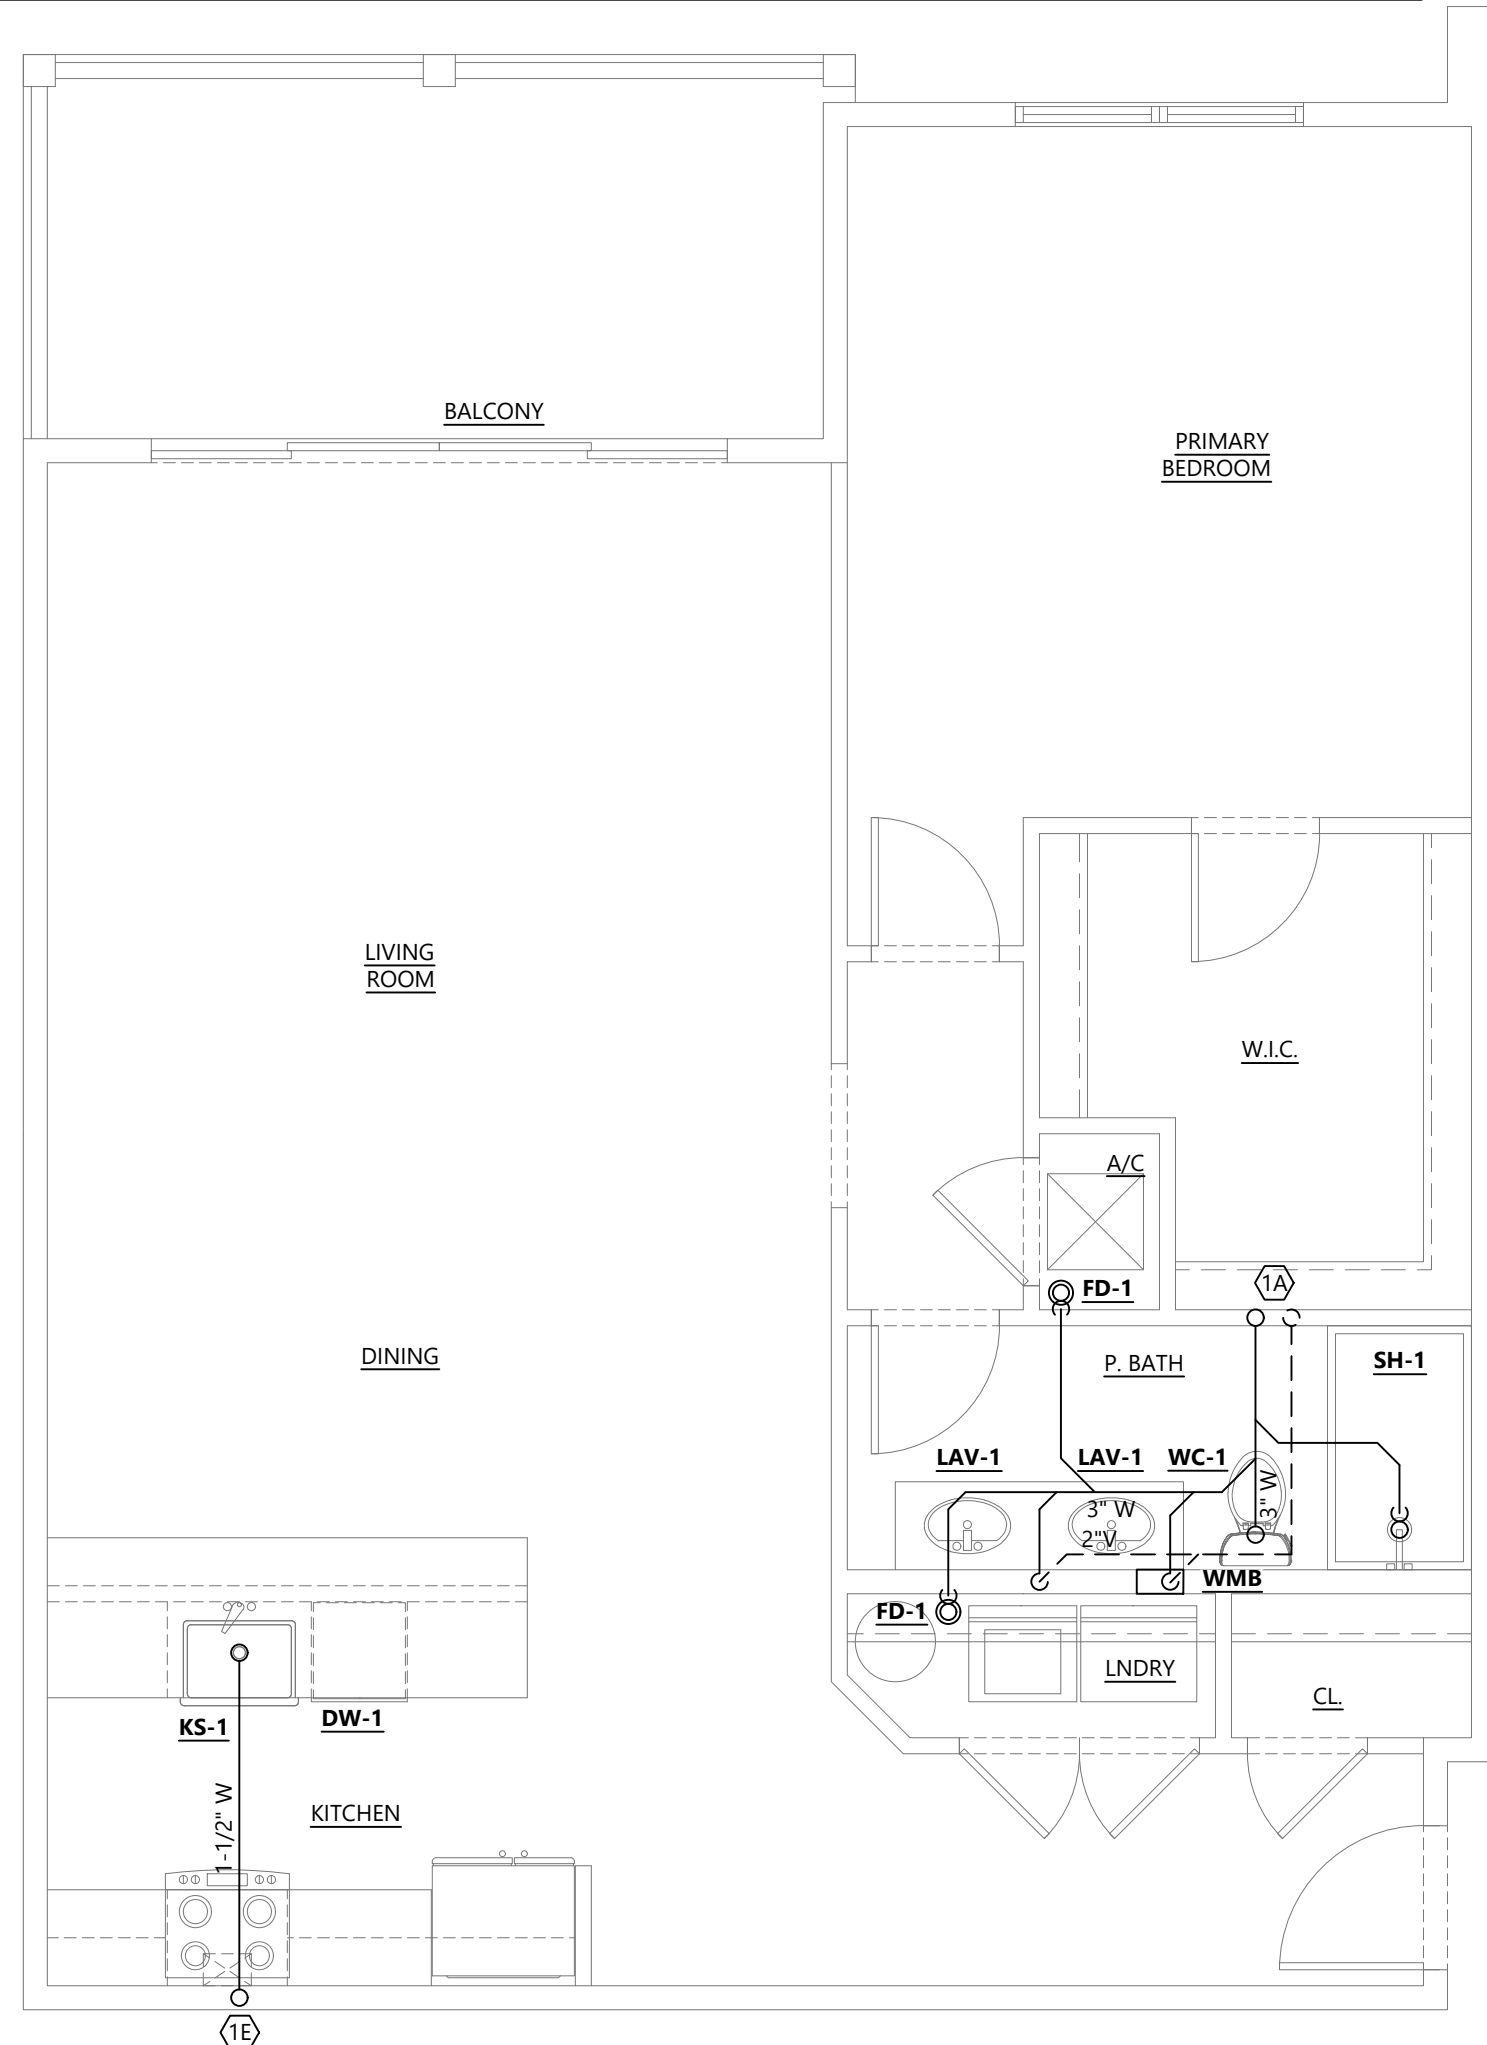 BALCONY
PRIMARY
BEDROOM
LIVING
ROOM
W.I.C.
A/C
FD-1
1A
DINING
P. BATH
SH-1
LAV-1
LAV-1
WC-1
3" W
3" W
2"V
WMB
FD-1
LNDRY
CL.
KS-1
DW-1
1-1/2" W
KITCHEN
1E